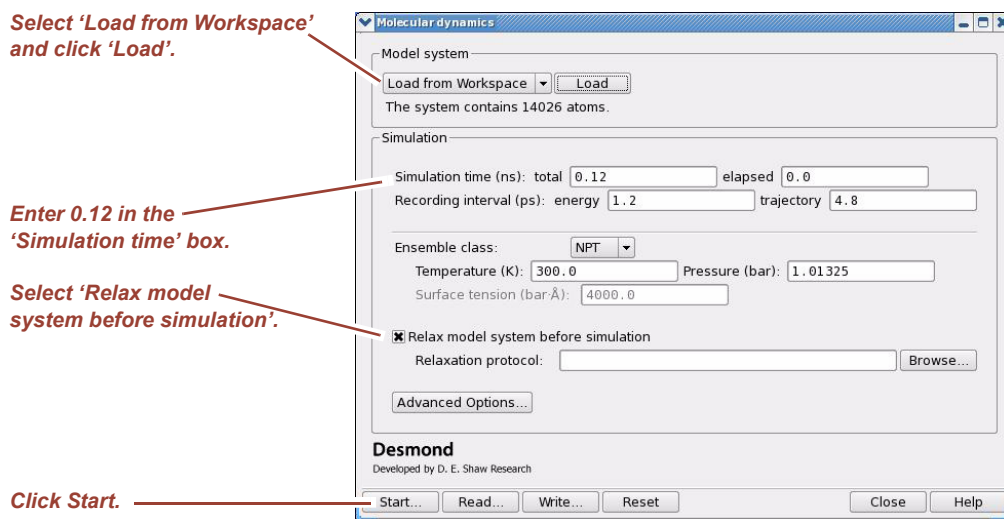 Select ‘Load from Workspace’
and click ‘Load’.
Molecular dynamics
Model system
Load from Workspace Load
The system contains 14026 atoms.
Simulation
Simulation time (ns): total 0.12 elapsed 0.0
Recording interval (ps): energy 1.2 trajectory 4.8
Enter 0.12 in the
‘Simulation time’ box.
Ensemble class: NPT
Temperature (K): 300.0 Pressure (bar): 1.01325
Surface tension (bar·Å): 4000.0
Select ‘Relax model
system before simulation’.
Relax model system before simulation
Relaxation protocol: Browse...
Advanced Options...
Desmond
Developed by D. E. Shaw Research
Click Start.
Start... Read... Write... Reset Close Help